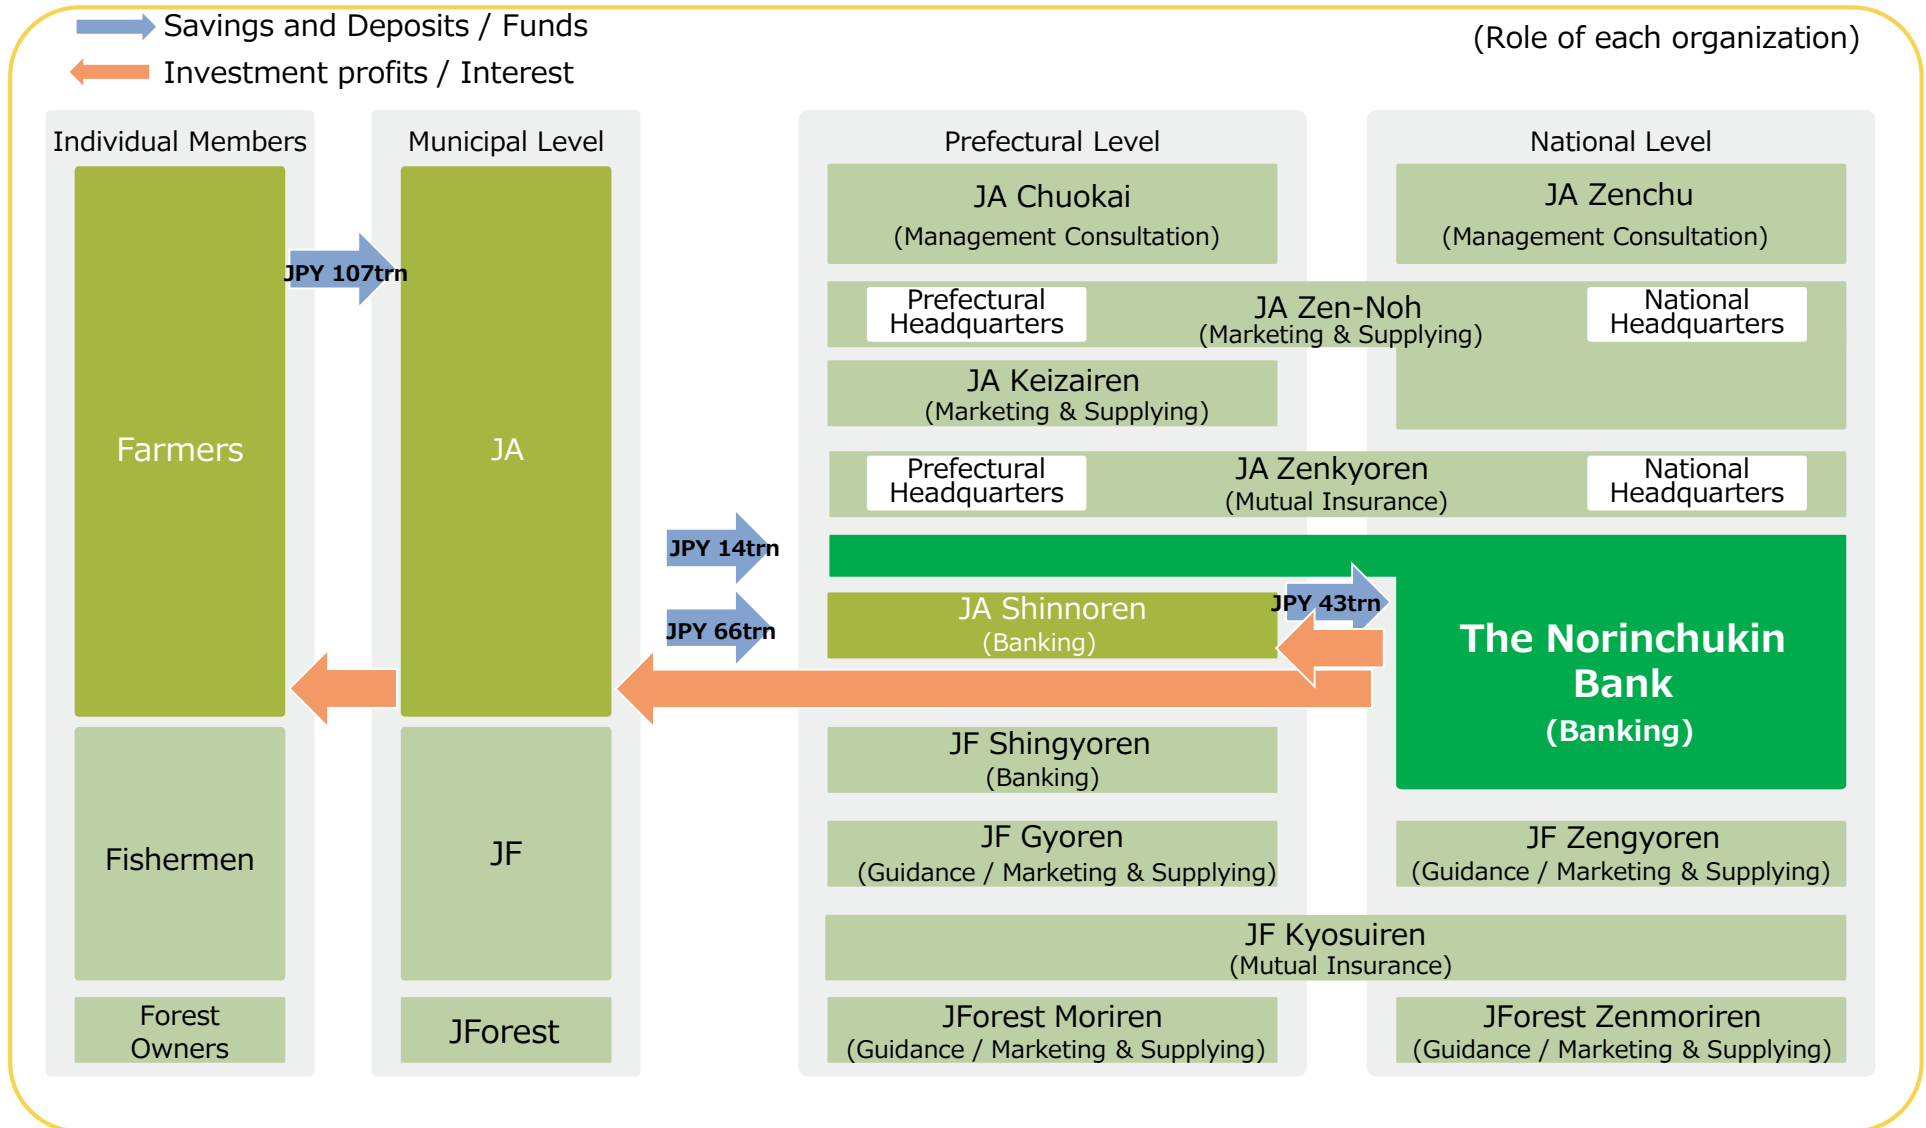 Savings and Deposits / Funds
Investment profits / Interest
(Role of each organization)
Individual Members
Municipal Level
Prefectural Level
National Level
Farmers
JPY 107trn
JA
JA Chuokai
(Management Consultation)
JA Zenchu
(Management Consultation)
Prefectural
Headquarters
JA Zen-Noh
(Marketing & Supplying)
National
Headquarters
JA Keizairen
(Marketing & Supplying)
Prefectural
Headquarters
JA Zenkyoren
(Mutual Insurance)
National
Headquarters
JPY 14trn
JPY 66trn
JA Shinnoren
(Banking)
JPY 43trn
The Norinchukin
Bank
(Banking)
Fishermen
JF
JF Shingyoren
(Banking)
JF Gyoren
(Guidance / Marketing & Supplying)
JF Zengyoren
(Guidance / Marketing & Supplying)
JF Kyosuiren
(Mutual Insurance)
Forest
Owners
JForest
JForest Moriren
(Guidance / Marketing & Supplying)
JForest Zenmoriren
(Guidance / Marketing & Supplying)